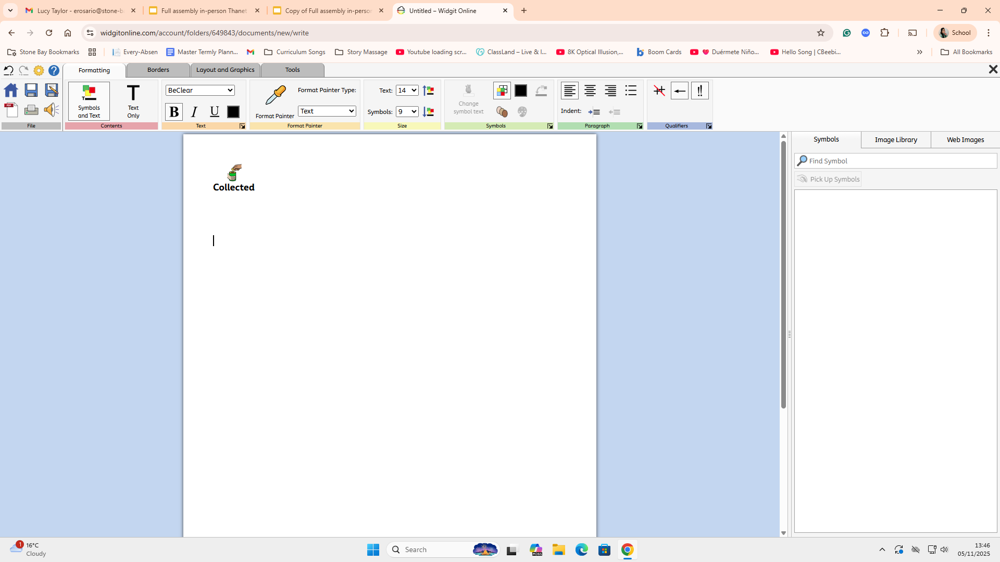 Lucy Taylor - erosario@stone-b
Full assembly in-person Thanet
Copy of Full assembly in-person
Untitled – Widgit Online
widgitonline.com/account/folders/649843/documents/new/write
School
Stone Bay Bookmarks
Every-Absen
Master Termly Plann...
Curriculum Songs
Story Massage
Youtube loading scr...
ClassLand – Live & I...
8K Optical Illusion,...
Boom Cards
Duérmete Niño...
Hello Song | CBeebi...
All Bookmarks
Formatting
Borders
Layout and Graphics
Tools
Symbols and Text
T
Text Only
BeClear
B I U
Format Painter
Format Painter Type:
Text
Text: 14
Symbols: 9
Change symbol text
Indent:
PDF
File
Contents
Text
Format Painter
Size
Symbols
Paragraph
Qualifiers
Symbols
Image Library
Web Images
Find Symbol
Pick Up Symbols
Collected
1
16°C
Cloudy
Search
M365
13:46
05/11/2025